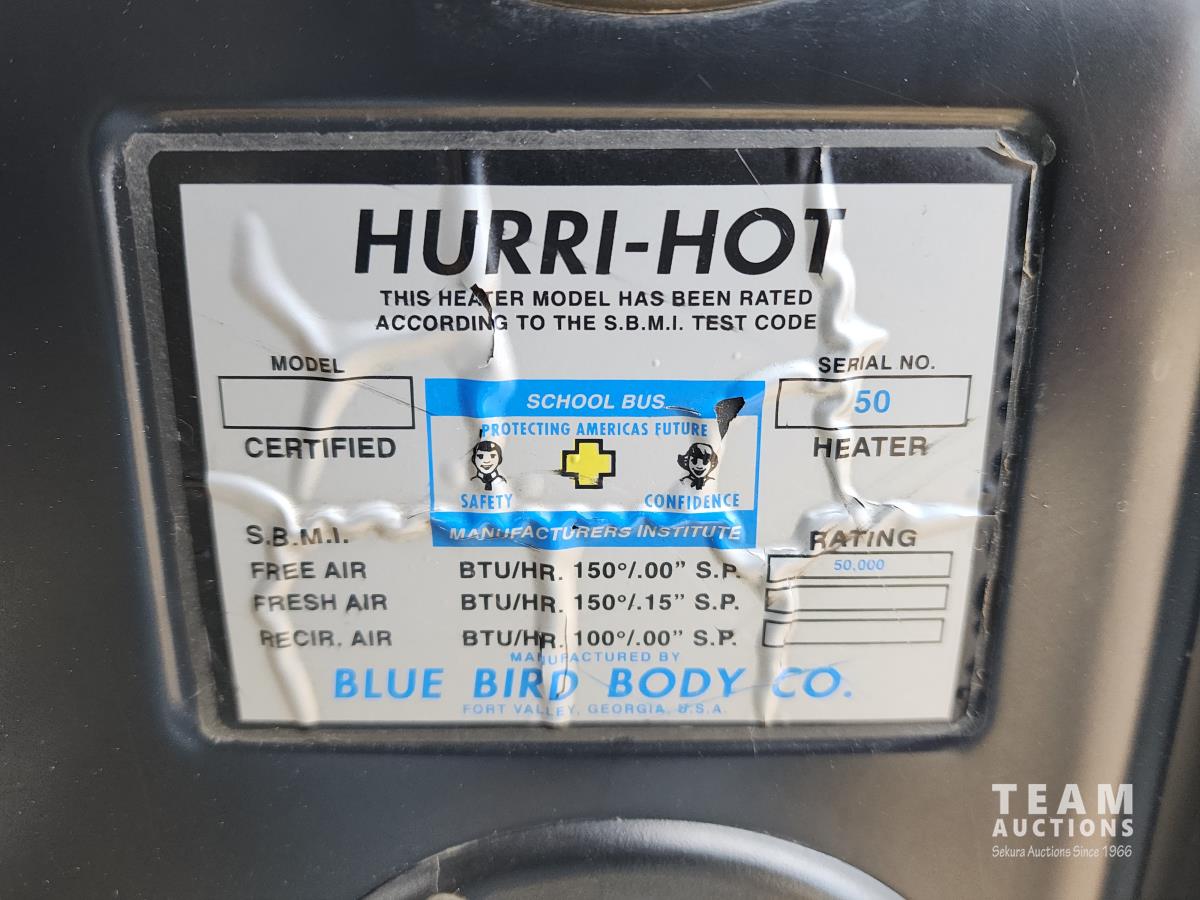 HURRI-HOT
THIS HEATER MODEL HAS BEEN RATED
ACCORDING TO THE S.B.M.I. TEST CODE
MODEL
SERIAL NO.
50
CERTIFIED
HEATER
SCHOOL BUS
PROTECTING AMERICAS FUTURE
SAFETY
CONFIDENCE
MANUFACTURERS INSTITUTE
S.B.M.I.
RATING
FREE AIR BTU/HR. 150°/.00" S.P. 50,000
FRESH AIR BTU/HR. 150°/.15" S.P.
RECIR. AIR BTU/HR. 100°/.00" S.P.
MANUFACTURED BY
BLUE BIRD BODY CO.
FORT VALLEY, GEORGIA, U.S.A.
TEAM
AUCTIONS
Sekura Auctions Since 1966